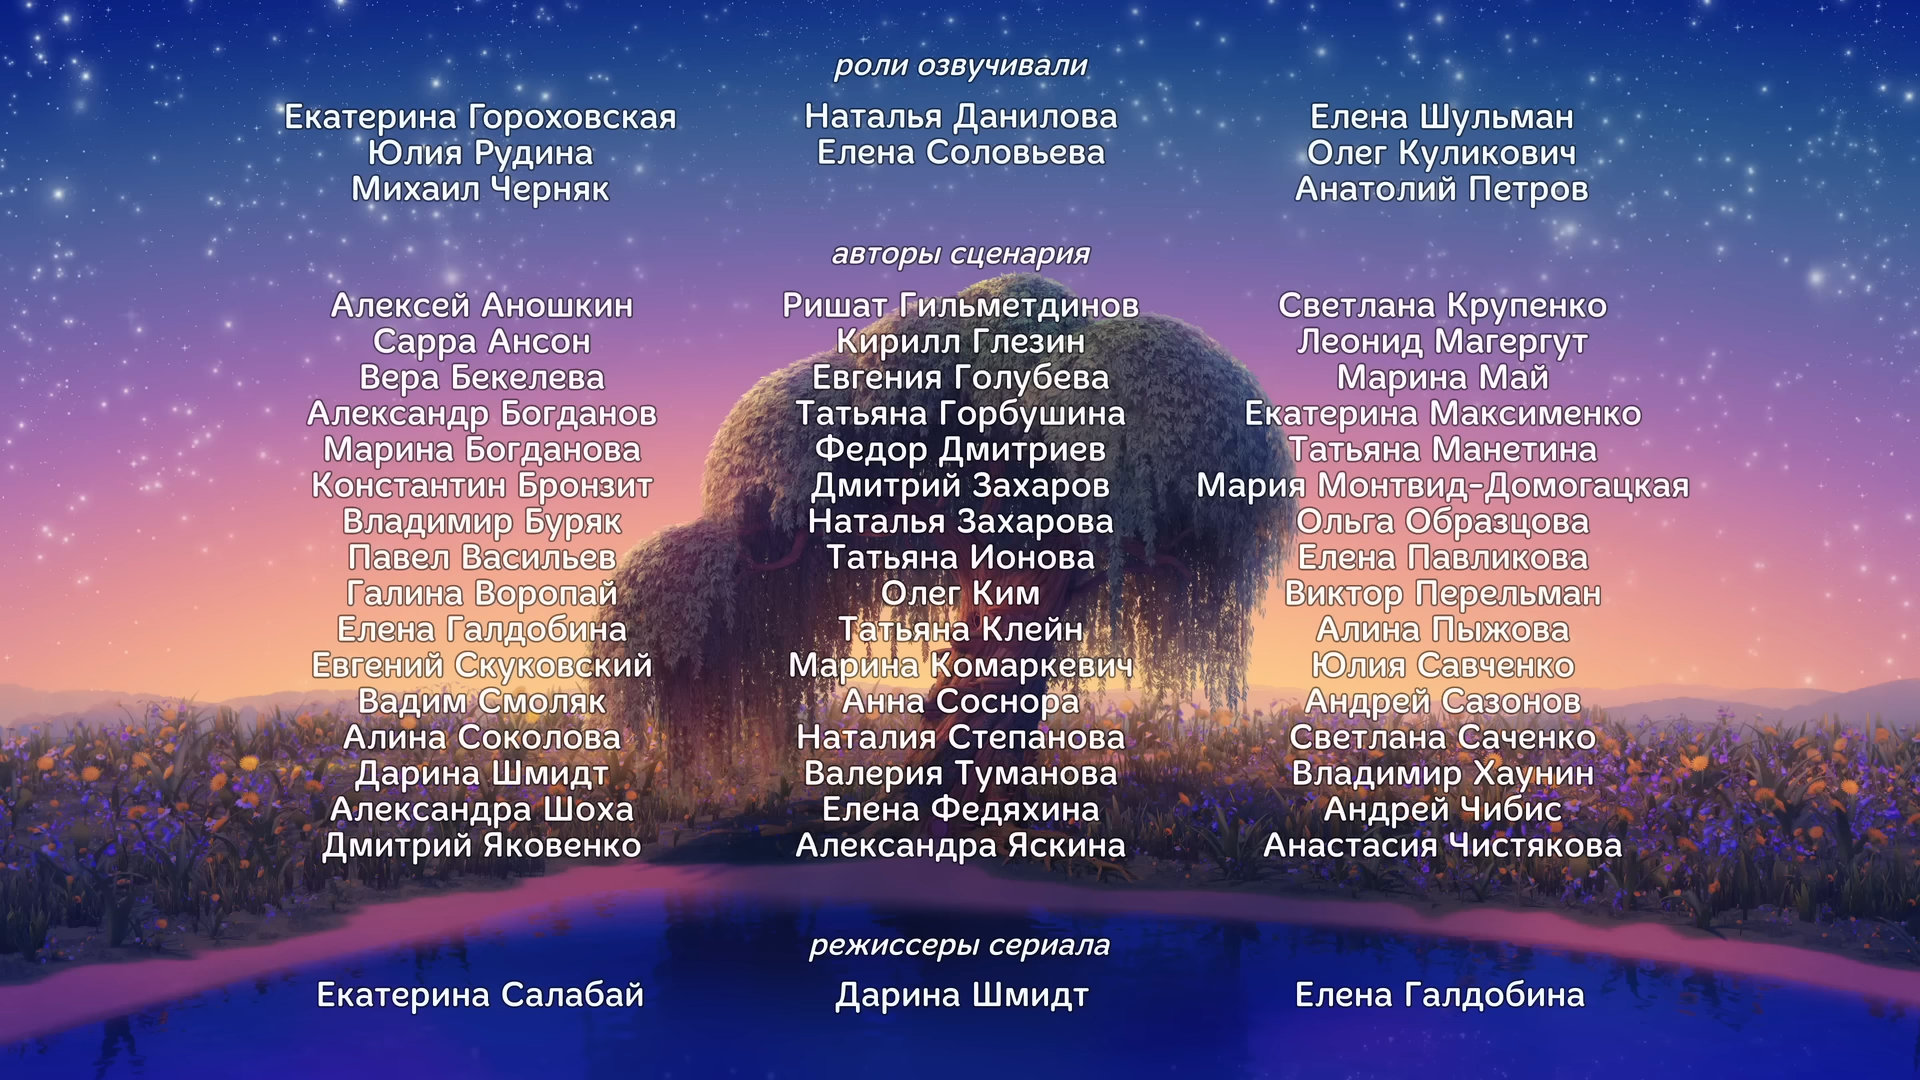 роли озвучивали
Екатерина Гороховская Наталья Данилова Елена Шульман
Юлия Рудина Елена Соловьева Олег Куликович
Михаил Черняк Анатолий Петров
авторы сценария
Алексей Аношкин Ришат Гильметдинов Светлана Крупенко
Сарра Ансон Кирилл Глезин Леонид Магергут
Вера Бекелева Евгения Голубева Марина Май
Александр Богданов Татьяна Горбушина Екатерина Максименко
Марина Богданова Федор Дмитриев Татьяна Манетина
Константин Бронзит Дмитрий Захаров Мария Монтвид-Домогацкая
Владимир Буряк Наталья Захарова Ольга Образцова
Павел Васильев Татьяна Ионова Елена Павликова
Галина Воропай Олег Ким Виктор Перельман
Елена Галдобина Татьяна Клейн Алина Пыжова
Евгений Скуковский Марина Комаркевич Юлия Савченко
Вадим Смоляк Анна Соснора Андрей Сазонов
Алина Соколова Наталия Степанова Светлана Саченко
Дарина Шмидт Валерия Туманова Владимир Хаунин
Александра Шоха Елена Федяхина Андрей Чибис
Дмитрий Яковенко Александра Яскина Анастасия Чистякова
режиссеры сериала
Екатерина Салабай Дарина Шмидт Елена Галдобина